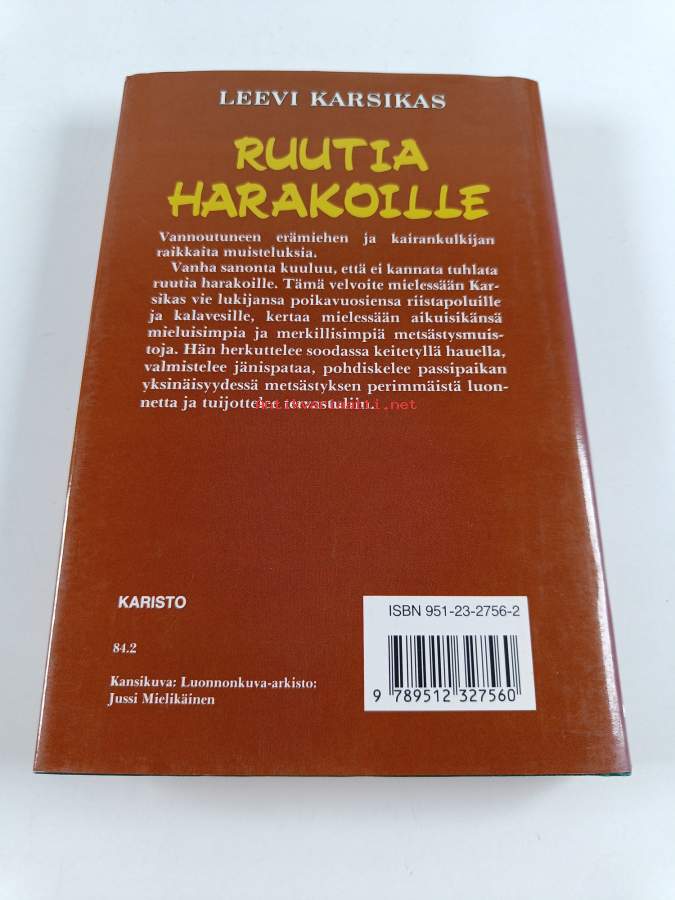 LEEVI KARSIKAS
RUUTIA
HARAKOILLE
Vannoutuneen erämiehen ja kairankulkijan
raikkaita muisteluksia.
Vanha sanonta kuuluu, että ei kannata tuhlata
ruutia harakoille. Tämä velvoite mielessään Kar-
sikas vie lukijansa poikavuosiensa riistapoluille
ja kalavesille, kertaa mielessään aikuisikänsä
mieluisimpia ja merkillisimpiä metsästysmuis-
toja. Hän herkuttelee soodassa keitetyllä hauella,
valmistelee jänispataa, pohdiskelee passipaikan
yksinäisyydessä metsästyksen perimmäistä luon-
netta ja tuijottelee nuotiotuliin.
antikvariaatti.net
KARISTO
ISBN 951-23-2756-2
84.2
Kansikuva: Luonnonkuva-arkisto:
Jussi Mielikäinen
9 789512 327560